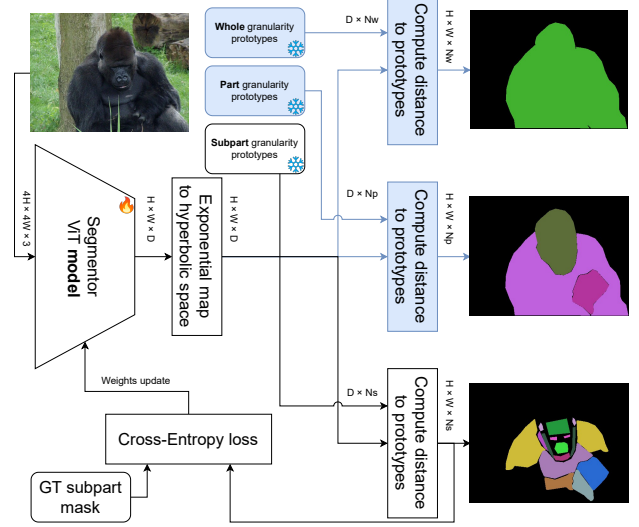 Whole granularity
prototypes
D × Nw
Compute distance
to prototypes
H × W × Nw
Part granularity
prototypes
Subpart granularity
prototypes
4H × 4W × 3
Segmentor
ViT model
H × W × D
Exponential map
to hyperbolic space
H × W × D
D × Np
Compute distance
to prototypes
H × W × Np
D × Ns
Compute distance
to prototypes
H × W × Ns
Weights update
Cross-Entropy loss
GT subpart
mask